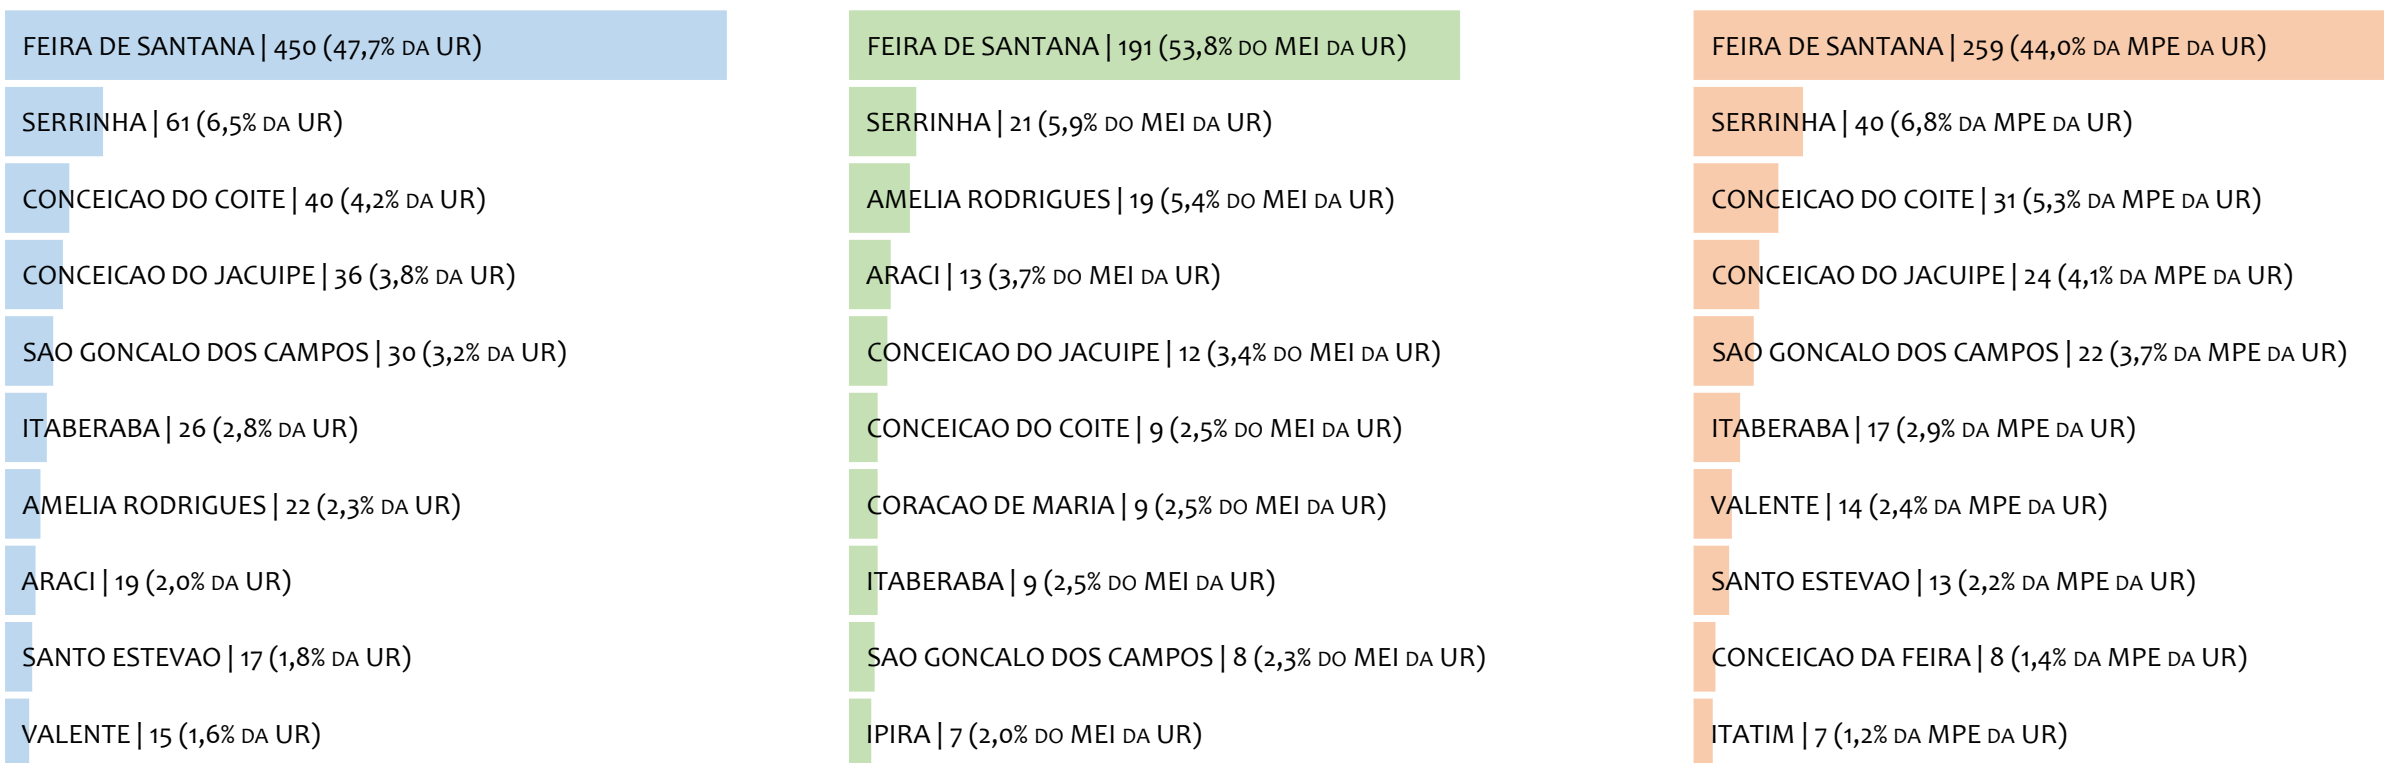 FEIRA DE SANTANA | 450 (47,7% DA UR)
SERRINHA | 61 (6,5% DA UR)
CONCEICAO DO COITE | 40 (4,2% DA UR)
CONCEICAO DO JACUIPE | 36 (3,8% DA UR)
SAO GONCALO DOS CAMPOS | 30 (3,2% DA UR)
ITABERABA | 26 (2,8% DA UR)
AMELIA RODRIGUES | 22 (2,3% DA UR)
ARACI | 19 (2,0% DA UR)
SANTO ESTEVAO | 17 (1,8% DA UR)
VALENTE | 15 (1,6% DA UR)
FEIRA DE SANTANA | 191 (53,8% DO MEI DA UR)
SERRINHA | 21 (5,9% DO MEI DA UR)
AMELIA RODRIGUES | 19 (5,4% DO MEI DA UR)
ARACI | 13 (3,7% DO MEI DA UR)
CONCEICAO DO JACUIPE | 12 (3,4% DO MEI DA UR)
CONCEICAO DO COITE | 9 (2,5% DO MEI DA UR)
CORACAO DE MARIA | 9 (2,5% DO MEI DA UR)
ITABERABA | 9 (2,5% DO MEI DA UR)
SAO GONCALO DOS CAMPOS | 8 (2,3% DO MEI DA UR)
IPIRA | 7 (2,0% DO MEI DA UR)
FEIRA DE SANTANA | 259 (44,0% DA MPE DA UR)
SERRINHA | 40 (6,8% DA MPE DA UR)
CONCEICAO DO COITE | 31 (5,3% DA MPE DA UR)
CONCEICAO DO JACUIPE | 24 (4,1% DA MPE DA UR)
SAO GONCALO DOS CAMPOS | 22 (3,7% DA MPE DA UR)
ITABERABA | 17 (2,9% DA MPE DA UR)
VALENTE | 14 (2,4% DA MPE DA UR)
SANTO ESTEVAO | 13 (2,2% DA MPE DA UR)
CONCEICAO DA FEIRA | 8 (1,4% DA MPE DA UR)
ITATIM | 7 (1,2% DA MPE DA UR)